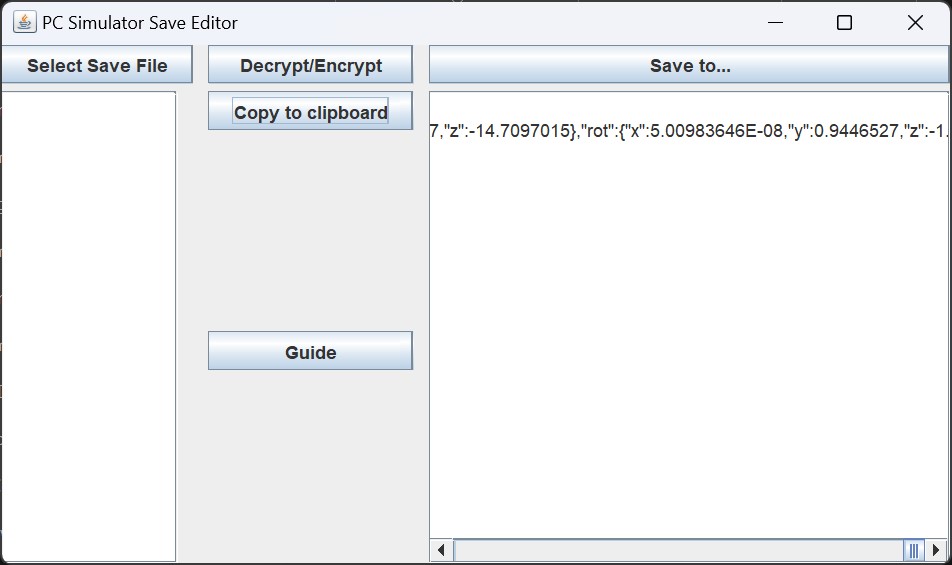 PC Simulator Save Editor
Select Save File
Decrypt/Encrypt
Save to...
Copy to clipboard
7,"z":-14.7097015},"rot":{"x":5.00983646E-08,"y":0.9446527,"z":-1.
Guide